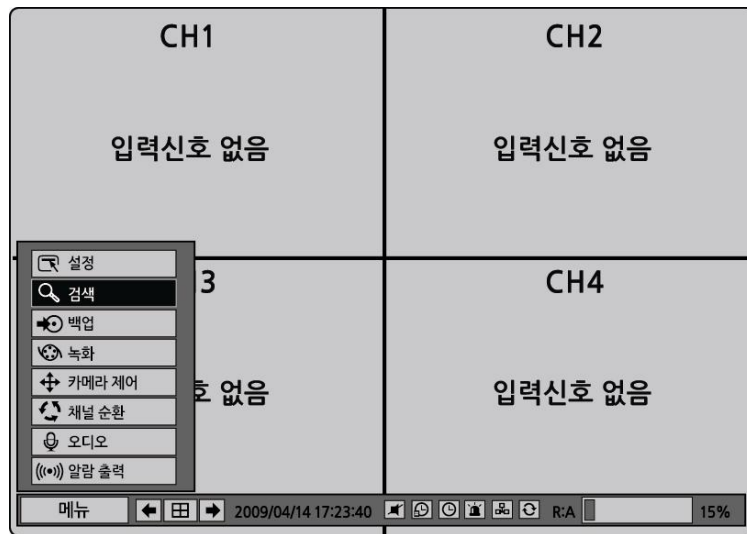 CH1
CH2
입력신호 없음
입력신호 없음
설정
3
CH4
검색
백업
녹화
카메라 제어
호 없음
입력신호 없음
채널 순환
오디오
알람 출력
메뉴
2009/04/14 17:23:40
R:A
15%